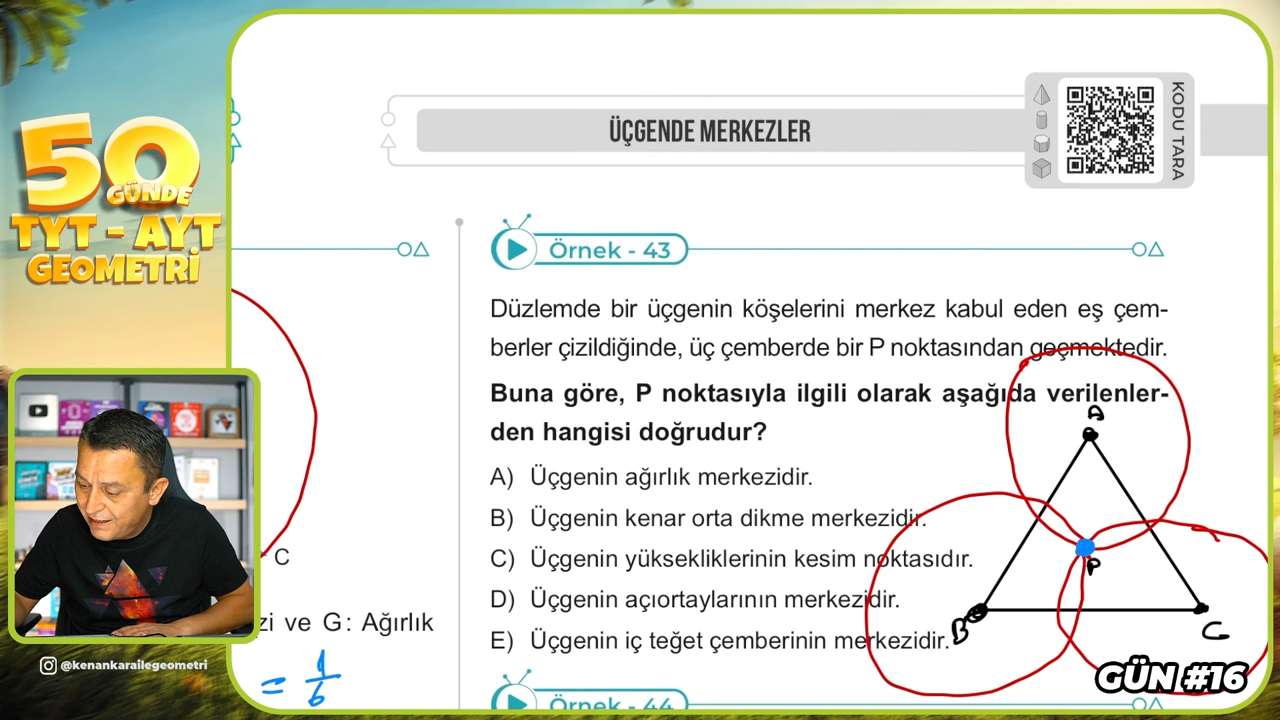 50
GÜNDE
TYT - AYT
GEOMETRİ
ÜÇGENDE MERKEZLER
KODU TARA
Örnek - 43
Düzlemde bir üçgenin köşelerini merkez kabul eden eş çem-
berler çizildiğinde, üç çemberde bir P noktasından geçmektedir.
Buna göre, P noktasıyla ilgili olarak aşağıda verilenler-
den hangisi doğrudur?
A) Üçgenin ağırlık merkezidir.
B) Üçgenin kenar orta dikme merkezidir.
C) Üçgenin yüksekliklerinin kesim noktasıdır.
D) Üçgenin açıortaylarının merkezidir.
E) Üçgenin iç teğet çemberinin merkezidir.
A
P
B
C
C
zi ve G: Ağırlık
= 1/6
Örnek - 44
@kenankarailegeometri
GÜN #16